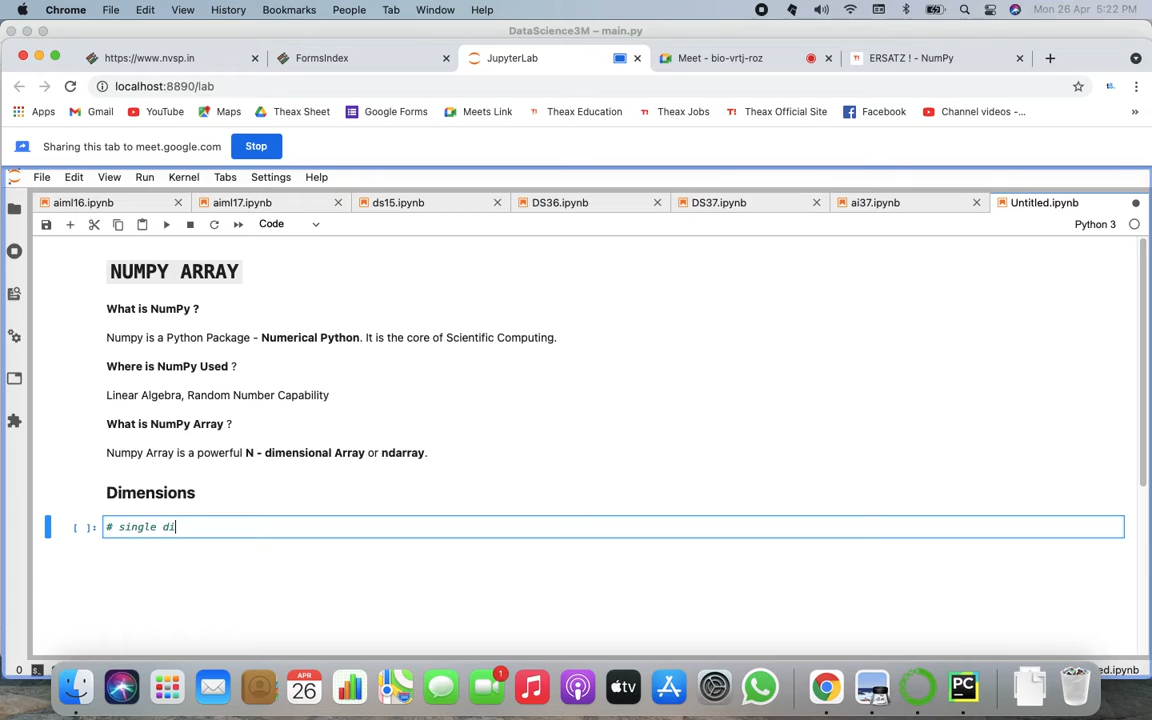 Chrome File Edit View History Bookmarks People Tab Window Help Mon 26 Apr 5:22 PM
DataScience3M – main.py
https://www.nvsp.in FormsIndex JupyterLab Meet - bio-vrtj-roz ERSATZ ! - NumPy
localhost:8890/lab
Apps Gmail YouTube Maps Theax Sheet Google Forms Meets Link Theax Education Theax Jobs Theax Official Site Facebook Channel videos -...
Sharing this tab to meet.google.com Stop
File Edit View Run Kernel Tabs Settings Help
aiml16.ipynb aiml17.ipynb ds15.ipynb DS36.ipynb DS37.ipynb ai37.ipynb Untitled.ipynb
Code Python 3
NUMPY ARRAY
What is NumPy ?
Numpy is a Python Package - Numerical Python. It is the core of Scientific Computing.
Where is NumPy Used ?
Linear Algebra, Random Number Capability
What is NumPy Array ?
Numpy Array is a powerful N - dimensional Array or ndarray.
Dimensions
[ ]: # single di
0 ed.ipynb
1
APR
26
tv
PC